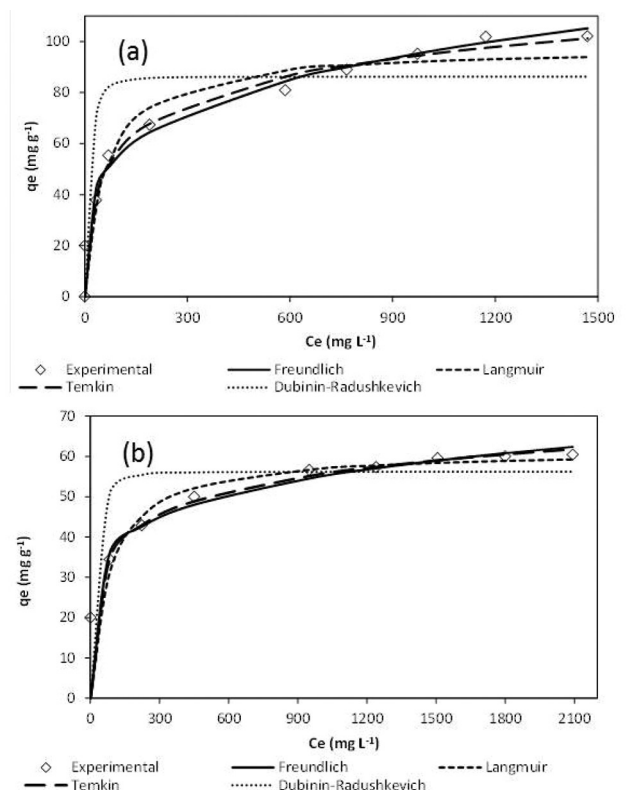 (a)
120
100
80
60
40
20
0
qe (mg g-1)
0 300 600 900 1200 1500
Ce (mg L-1)
Experimental Freundlich Langmuir
Temkin Dubinin-Radushkevich
(b)
70
60
50
40
30
20
10
0
qe (mg g-1)
0 300 600 900 1200 1500 1800 2100
Ce (mg L-1)
Experimental Freundlich Langmuir
Temkin Dubinin-Radushkevich